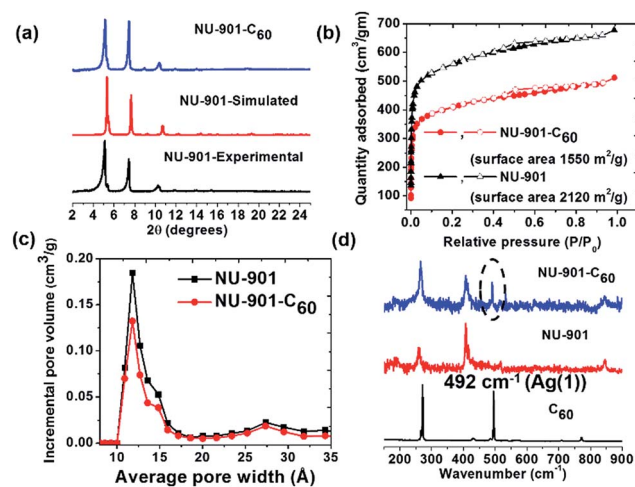 (a)
NU-901-C60
NU-901-Simulated
NU-901-Experimental
2 4 6 8 10 12 14 16 18 20 22 24
2θ (degrees)
(b)
Quantity adsorbed (cm³/gm)
700
600
500
400
300
200
100
0
NU-901-C60
(surface area 1550 m²/g)
NU-901
(surface area 2120 m²/g)
0.0 0.2 0.4 0.6 0.8 1.0
Relative pressure (P/P0)
(c)
Incremental pore volume (cm³/g)
0.20
0.15
0.10
0.05
0.00
NU-901
NU-901-C60
10 15 20 25 30 35
Average pore width (Å)
(d)
NU-901-C60
NU-901
492 cm⁻¹ (Ag(1))
C60
200 300 400 500 600 700 800 900
Wavenumber (cm⁻¹)